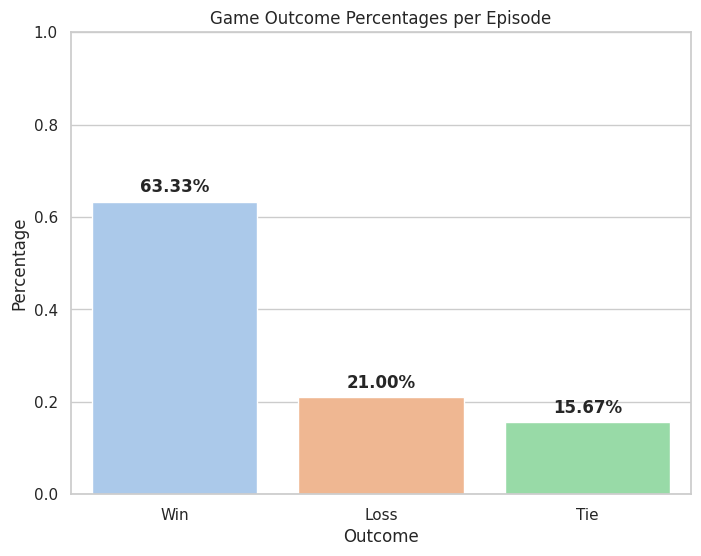 Game Outcome Percentages per Episode
1.0
0.8
0.6
0.4
0.2
0.0
Percentage
63.33%
21.00%
15.67%
Win Loss Tie
Outcome